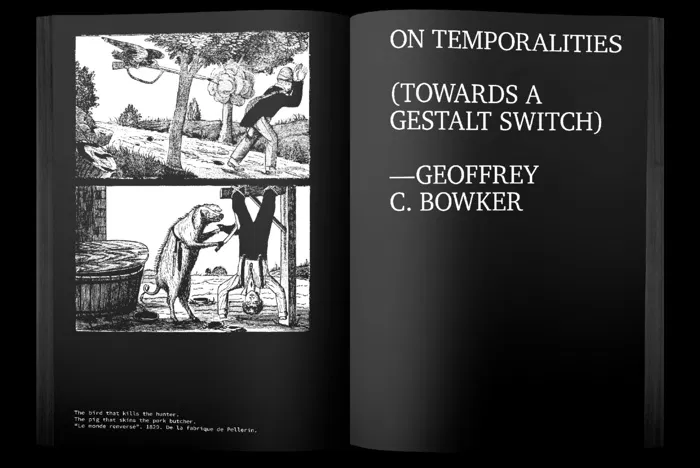 The bird that kills the hunter.
The pig that skins the pork butcher.
"Le monde renversé". 1829. De la fabrique de Pellerin.
ON TEMPORALITIES
(TOWARDS A
GESTALT SWITCH)
—GEOFFREY
C. BOWKER